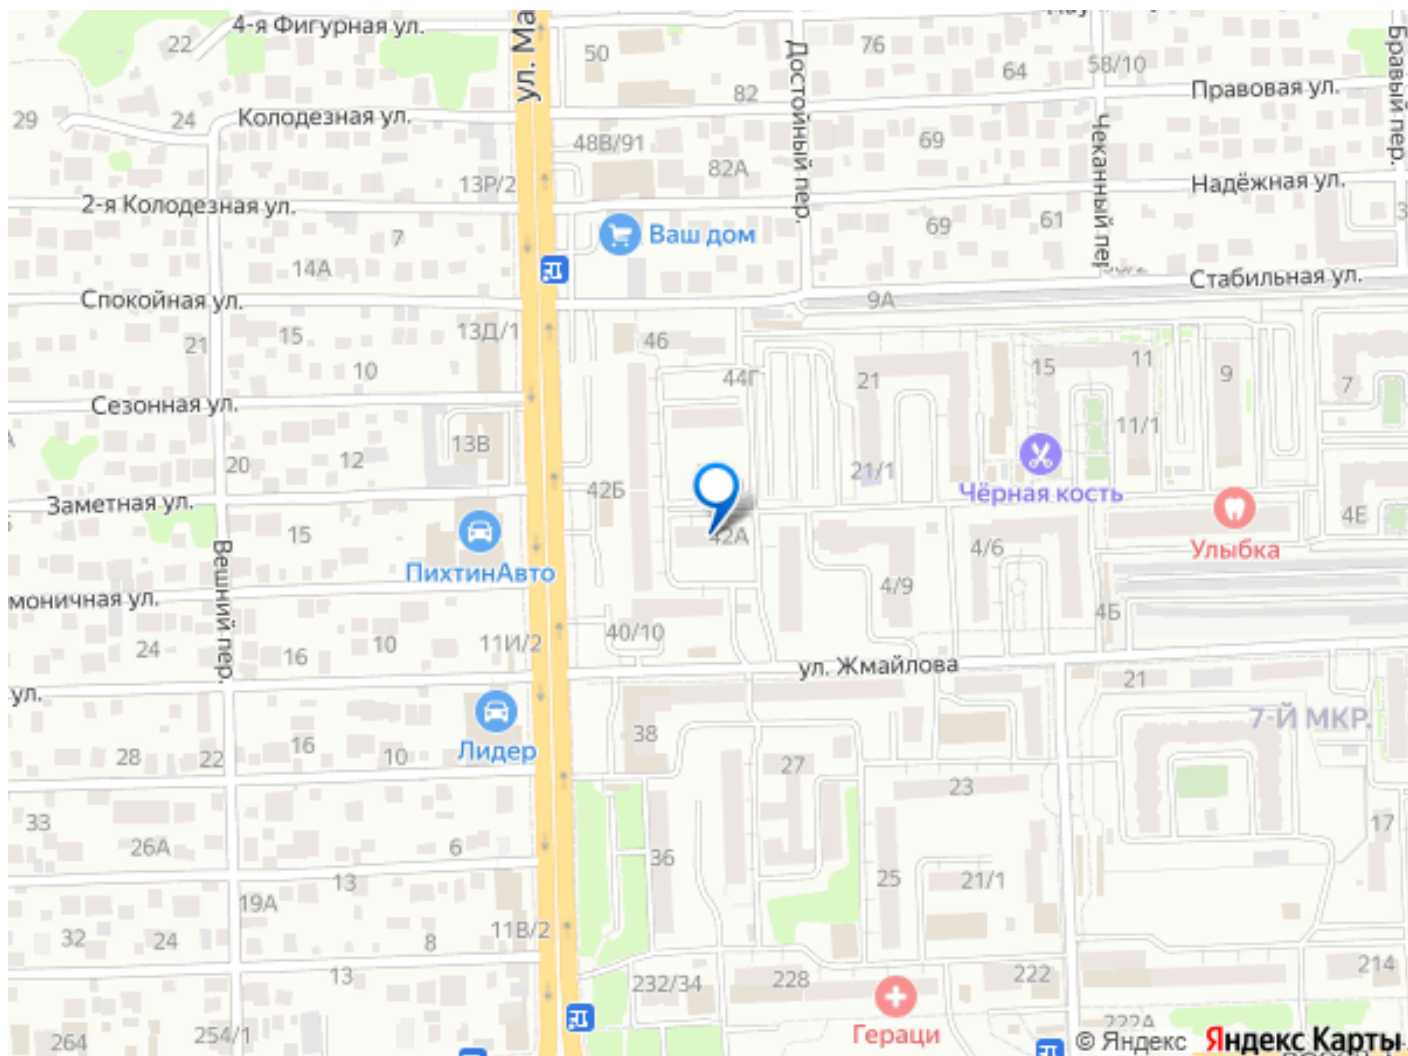 4-я Фигурная ул.
22
ул. Ма
50
76
64
58/10
Достойный пер.
Бравый пер.
Правовая ул.
82
29
24
Колодезная ул.
48В/91
69
Чеканный пер
82А
13Р/2
Надёжная ул.
2-я Колодезная ул.
7
Ваш дом
69
61
14А
Стабильная ул.
Спокойная ул.
9А
13Д/1
15
21
46
10
44Г
21
15
11
9
7
Сезонная ул.
13В
11/1
20
12
21/1
42Б
Чёрная кость
Заметная ул.
15
42А
4Е
4/6
Улыбка
Вешний пер.
ПихтинАвто
4/9
моничная ул.
4Б
24
16
10
11И/2
40/10
ул. Жмайлова
21
ул.
7-Й МКР.
38
Лидер
28
22
16
10
27
23
33
26А
6
17
36
13
25
21/1
19А
32
24
8
11В/2
13
232/34
228
222
214
Гераци
264
254/1
222А
© Яндекс
Яндекс Карты